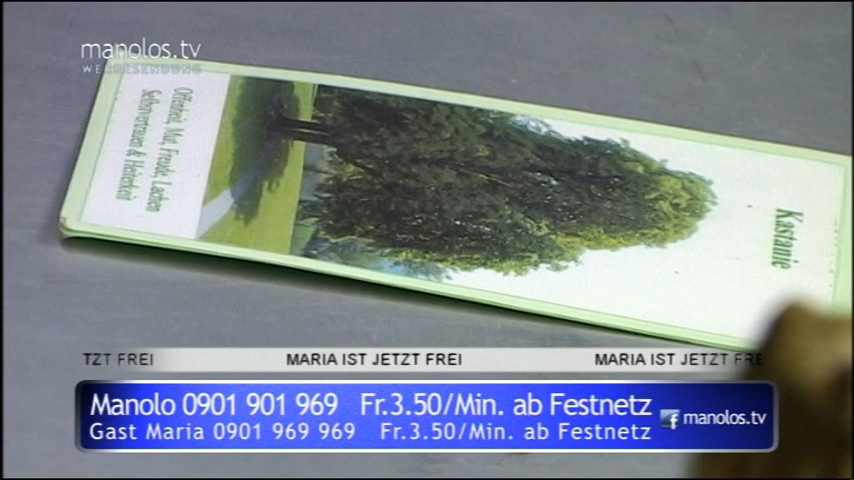 manolos.tv
WERBESENDUNG
Offenheit, Mut, Freude, Lachen
Selbstvertrauen & Heiterkeit
Kastanie
TZT FREI MARIA IST JETZT FREI MARIA IST JETZT FRE
Manolo 0901 901 969 Fr.3.50/Min. ab Festnetz
Gast Maria 0901 969 969 Fr.3.50/Min. ab Festnetz
manolos.tv